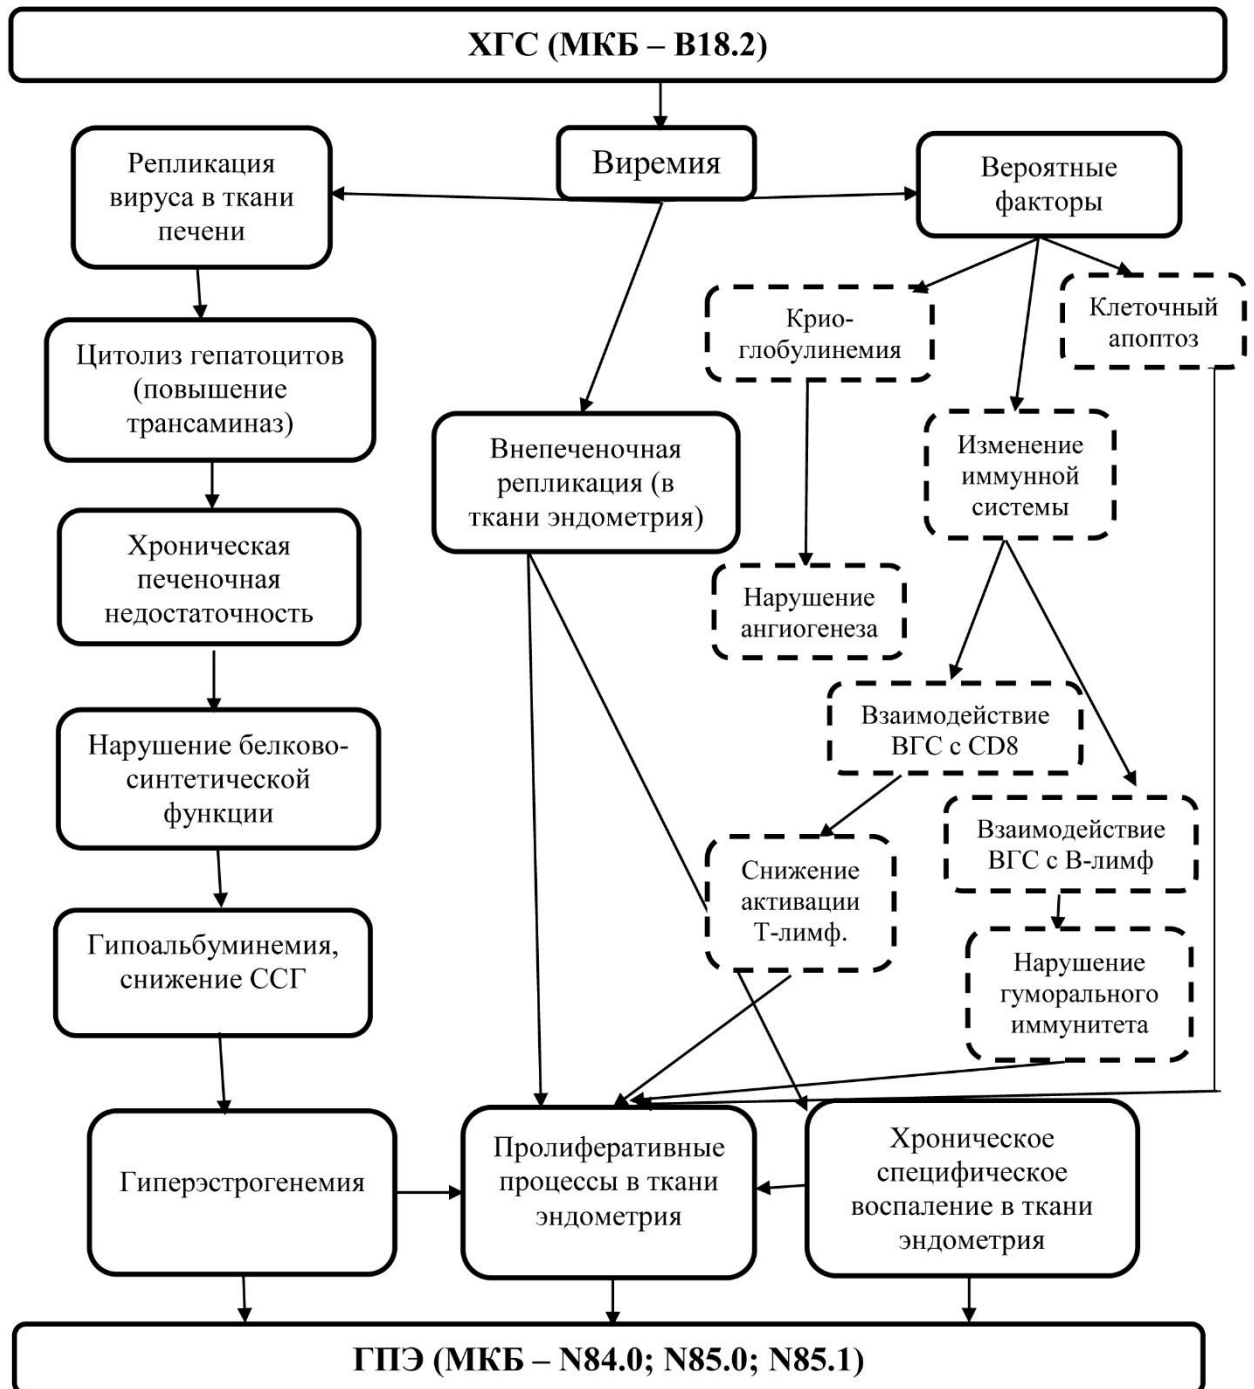 ХГС (МКБ – В18.2)
Репликация
вируса в ткани
печени
Виремия
Вероятные
факторы
Крио-
глобулинемия
Клеточный
апоптоз
Цитолиз гепатоцитов
(повышение
трансаминаз)
Внепеченочная
репликация (в
ткани эндометрия)
Изменение
иммунной
системы
Хроническая
печеночная
недостаточность
Нарушение
ангиогенеза
Взаимодействие
ВГС с CD8
Нарушение белково-
синтетической
функции
Взаимодействие
ВГС с В-лимф
Снижение
активации
Т-лимф.
Гипоальбуминемия,
снижение ССГ
Нарушение
гуморального
иммунитета
Гиперэстрогенемия
Пролиферативные
процессы в ткани
эндометрия
Хроническое
специфическое
воспаление в ткани
эндометрия
ГПЭ (МКБ – N84.0; N85.0; N85.1)